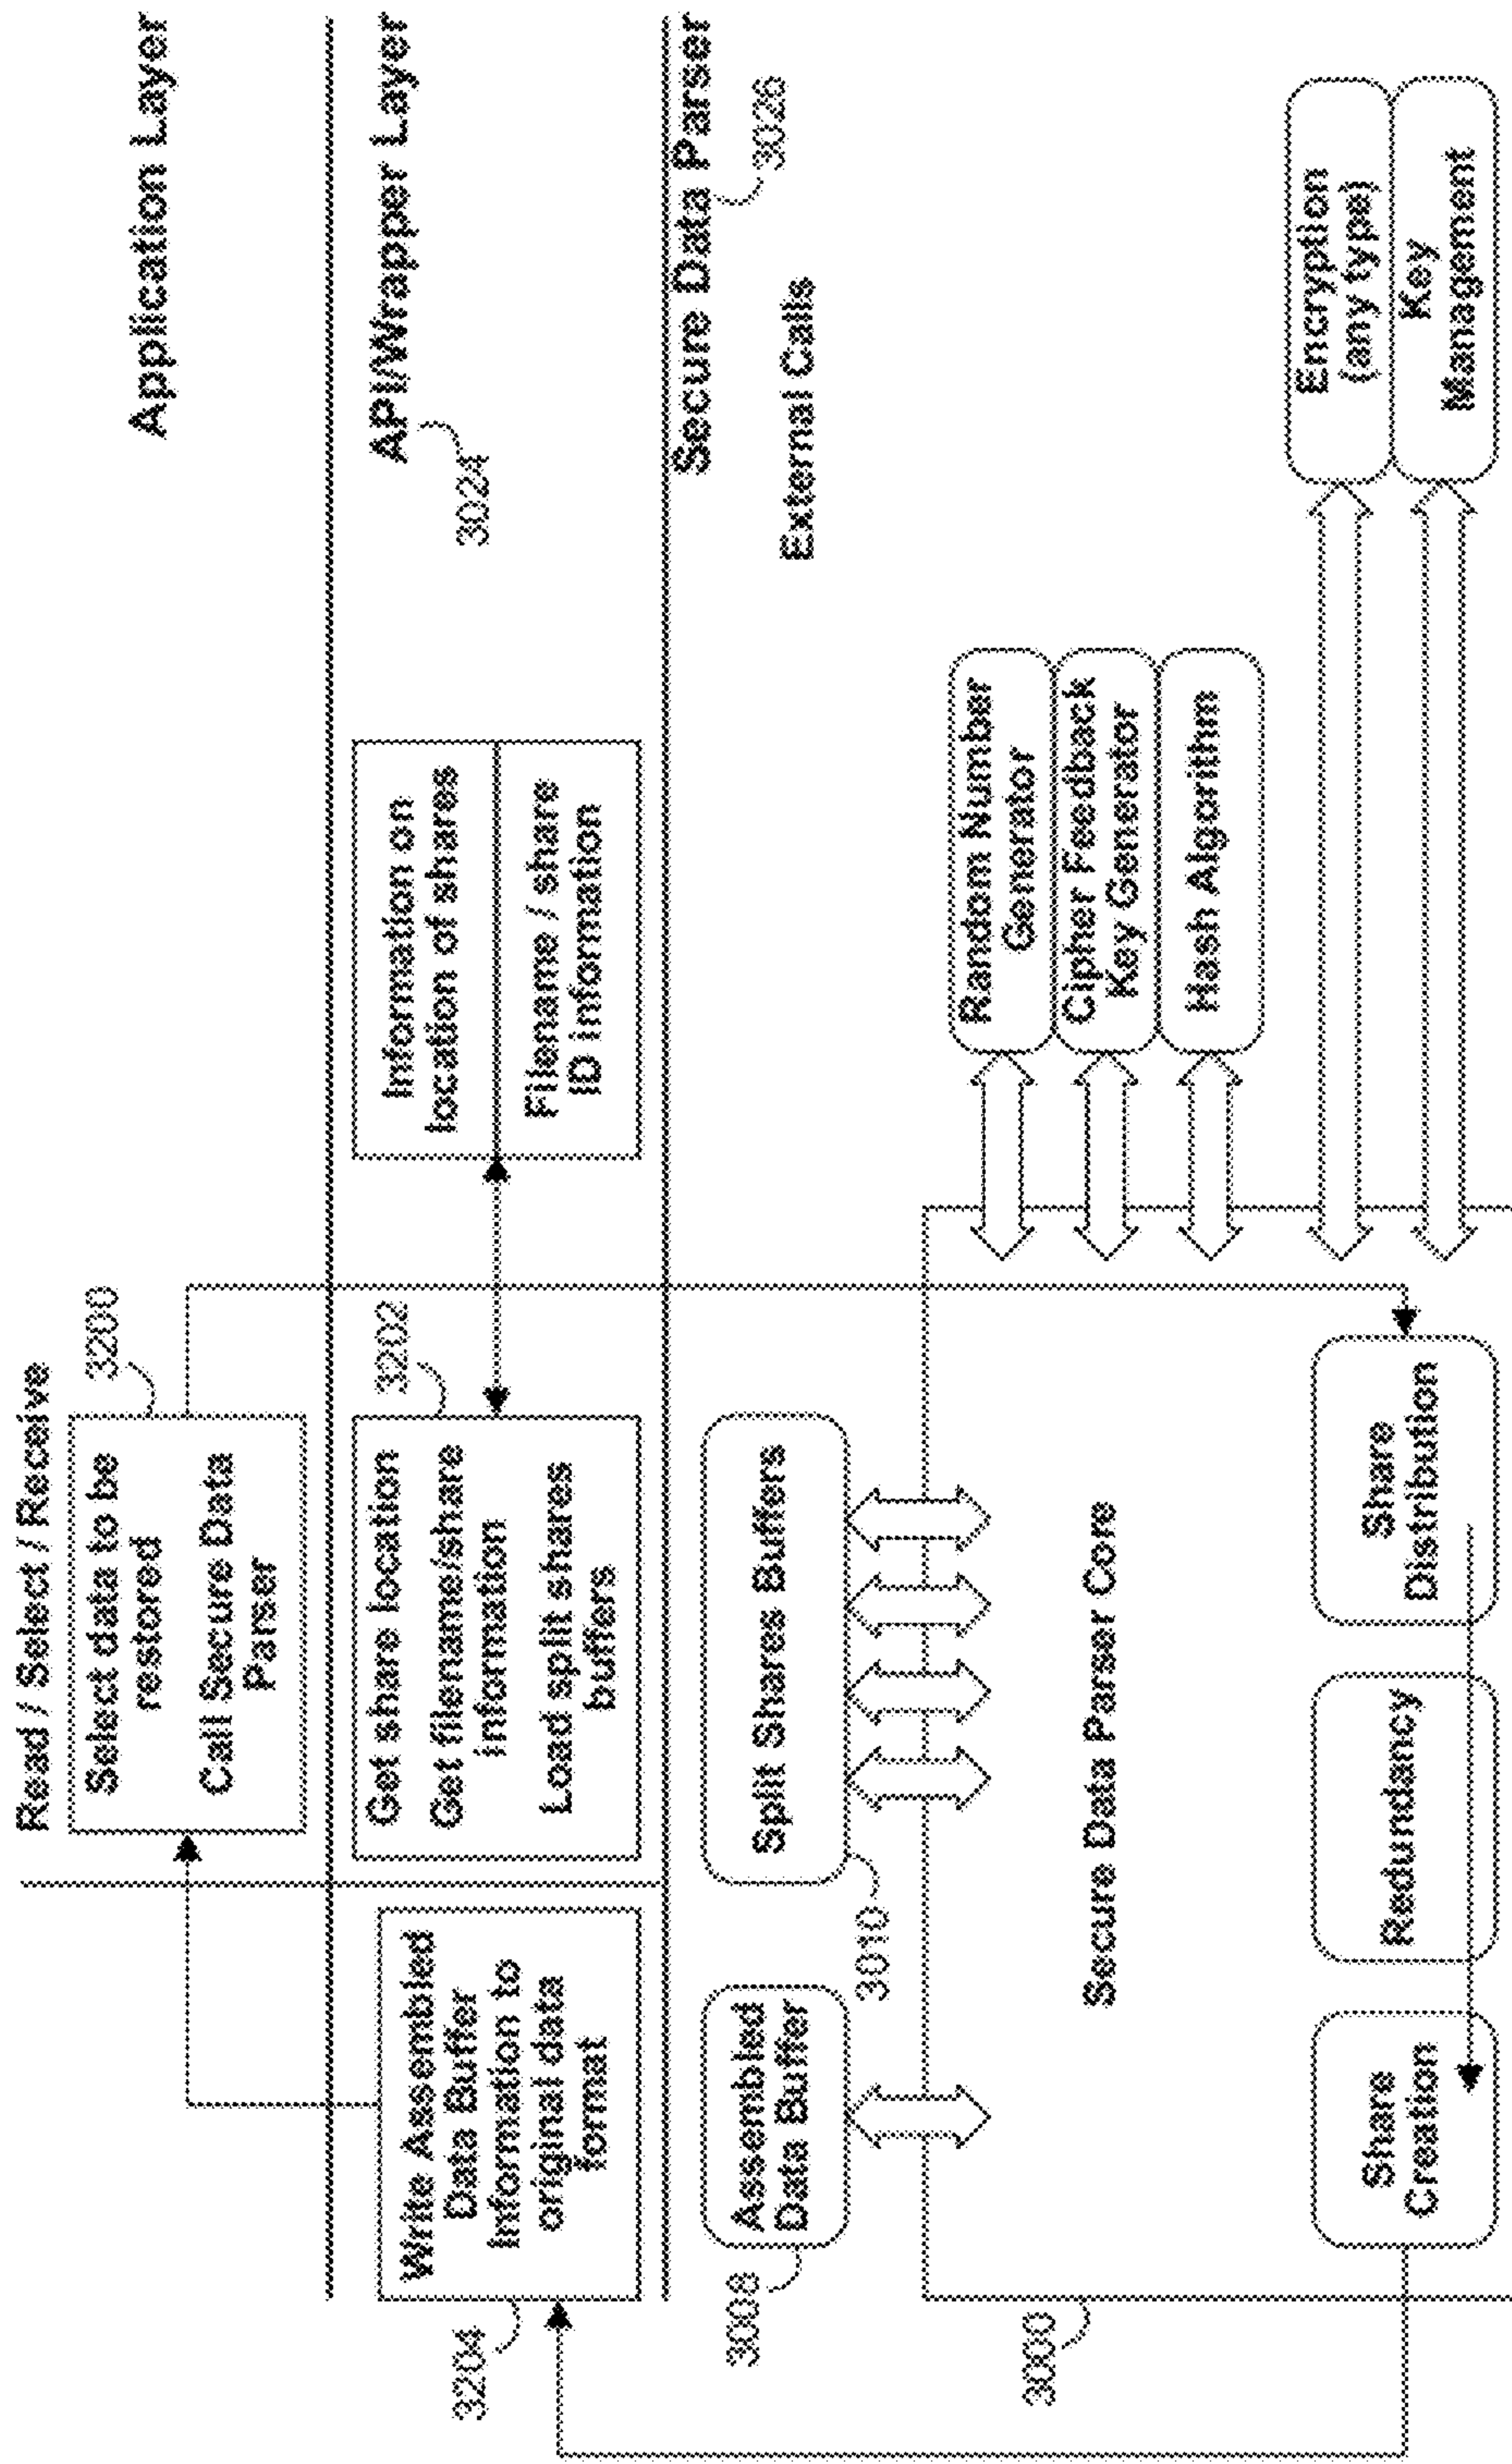 Read / Select / Receive
Application Layer
3200
Select data to be
restored
Call Secure Data
Parser
API/Wrapper Layer
3024
3204
Write Assembled
Data Buffer
Information to
original data
format
3202
Get share location
Get filename/share
information
Load split shares
buffers
Information on
location of shares
Filename / share
ID information
Secure Data Parser
3026
External Calls
3008
Assembled
Data Buffer
3010
Split Shares Buffers
3000
Secure Data Parser Core
Random Number
Generator
Cipher Feedback
Key Generator
Hash Algorithm
Encryption
(any type)
Key
Management
Share
Creation
Redundancy
Share
Distribution